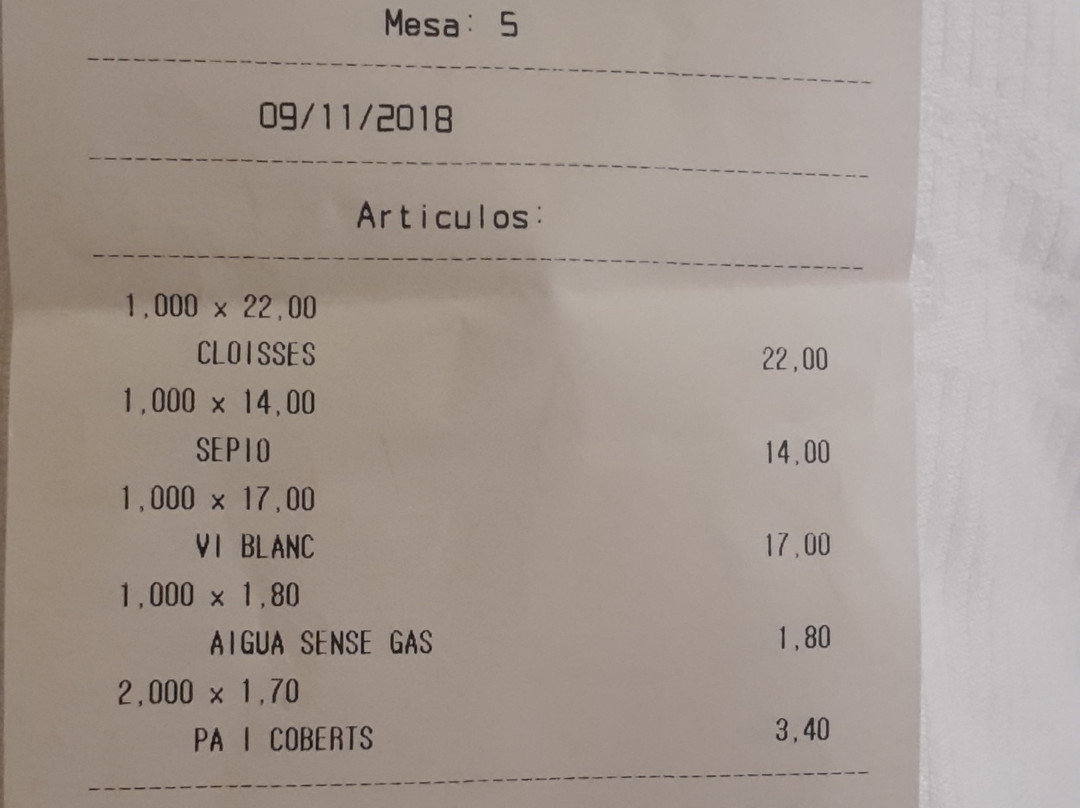 Mesa: 5
09/11/2018
Articulos:
1,000 x 22,00
CLOISSES 22,00
1,000 x 14,00
SEPIO 14,00
1,000 x 17,00
VI BLANC 17,00
1,000 x 1,80
AIGUA SENSE GAS 1,80
2,000 x 1,70
PA I COBERTS 3,40